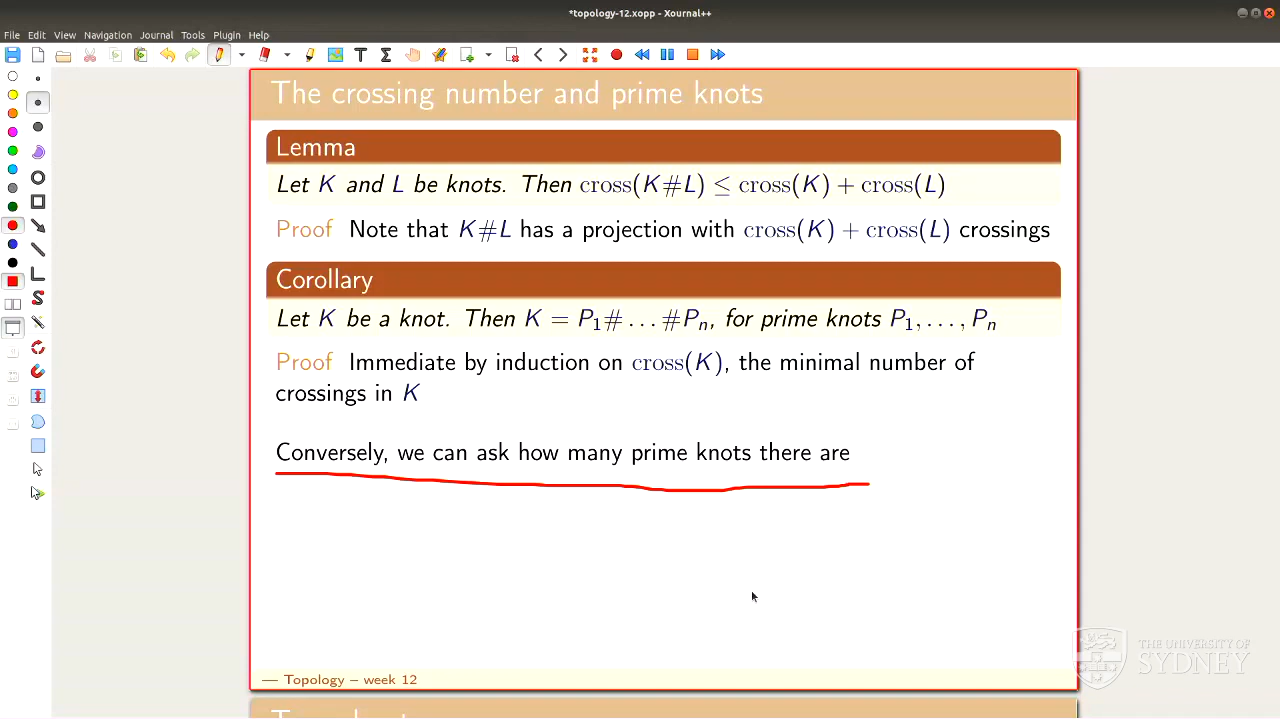 *topology-12.xopp - Xournal++
File Edit View Navigation Journal Tools Plugin Help
The crossing number and prime knots
Lemma
Let K and L be knots. Then cross(K#L) ≤ cross(K) + cross(L)
Proof Note that K#L has a projection with cross(K) + cross(L) crossings
Corollary
Let K be a knot. Then K = P₁# . . . #Pₙ, for prime knots P₁, . . . , Pₙ
Proof Immediate by induction on cross(K), the minimal number of
crossings in K
Conversely, we can ask how many prime knots there are
— Topology – week 12
THE UNIVERSITY OF
SYDNEY